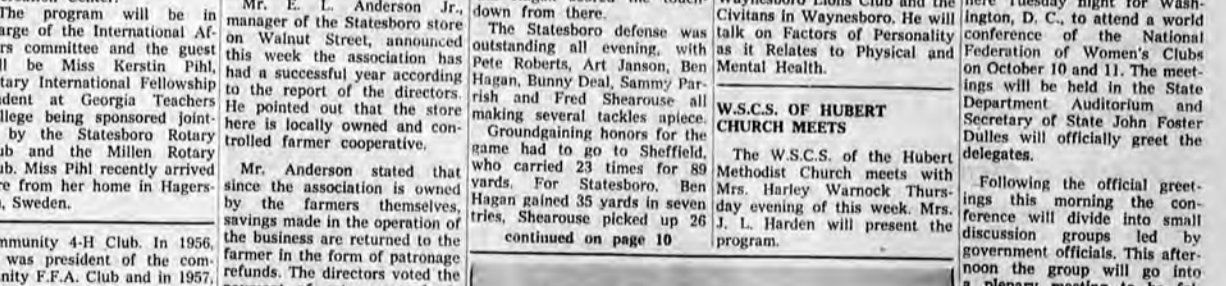 The program will be in
arge of the International Af-
rs committee and the guest
ll be Miss Kerstin Pihl,
tary International Fellowship
dent at Georgia Teachers
llege being sponsored joint-
by the Statesboro Rotary
ub and the Millen Rotary
ub. Miss Pihl recently arrived
re from her home in Hagers-
, Sweden.
mmunity 4-H Club. In 1956,
was president of the com-
nity F.F.A. Club and in 1957,
Mr. E. L. Anderson Jr.,
manager of the Statesboro store
on Walnut Street, announced
this week the association has
had a successful year according
to the report of the directors.
He pointed out that the store
here is locally owned and con-
trolled farmer cooperative.
Mr. Anderson stated that
since the association is owned
by the farmers themselves,
savings made in the operation of
the business are returned to the
farmer in the form of patronage
refunds. The directors voted the
down from there.
The Statesboro defense was
outstanding all evening, with
Pete Roberts, Art Janson, Ben
Hagan, Bunny Deal, Sammy Par-
rish and Fred Shearouse all
making several tackles apiece.
Groundgaining honors for the
game had to go to Sheffield,
who carried 23 times for 89
yards. For Statesboro, Ben
Hagan gained 35 yards in seven
tries, Shearouse picked up 26
continued on page 10
Waynesboro Lions Club and the
Civitans in Waynesboro. He will
talk on Factors of Personality
as it Relates to Physical and
Mental Health.
W.S.C.S. OF HUBERT
CHURCH MEETS
The W.S.C.S. of the Hubert
Methodist Church meets with
Mrs. Harley Warnock Thurs-
day evening of this week. Mrs.
J. L. Harden will present the
program.
here Tuesday night for Wash-
ington, D. C., to attend a world
conference of the National
Federation of Women's Clubs
on October 10 and 11. The meet-
ings will be held in the State
Department Auditorium and
Secretary of State John Foster
Dulles will officially greet the
delegates.
Following the official greet-
ings this morning the con-
ference will divide into small
discussion groups led by
government officials. This after-
noon the group will go into
a plenary meeting to be